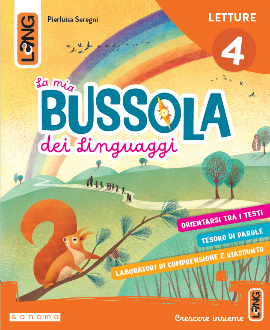 LANG
Pierluisa Seregni
LETTURE
4
La mia
BUSSOLA
dei linguaggi
ORIENTARSI TRA I TESTI
TESORO DI PAROLE
LABORATORI DI COMPRENSIONE E RIASSUNTO
sanoma
Crescere insieme
LANG